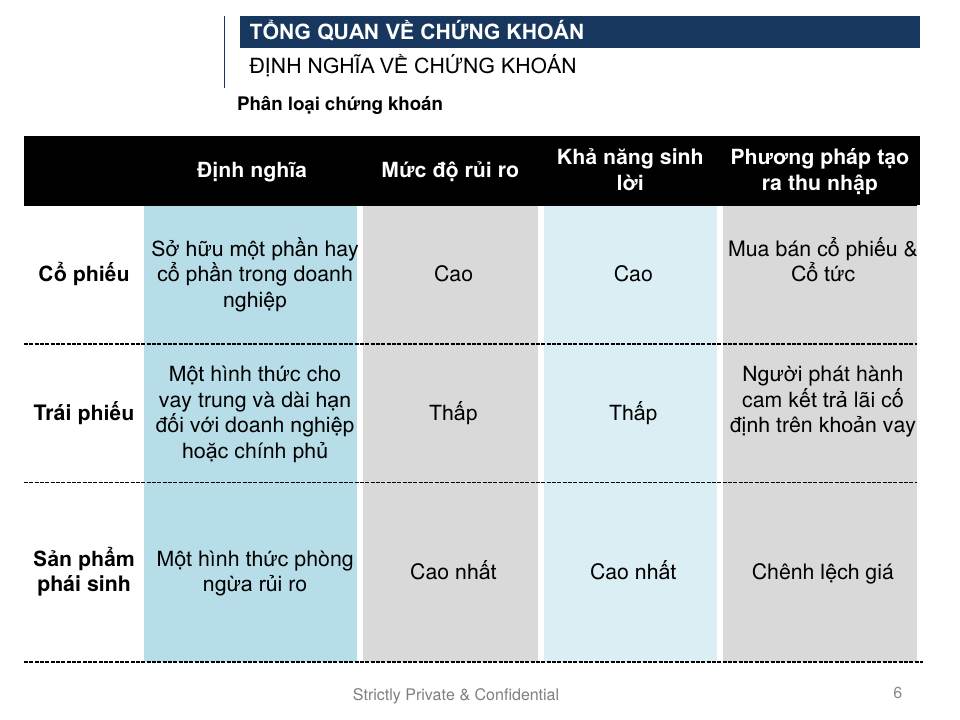 TỔNG QUAN VỀ CHỨNG KHOÁN
ĐỊNH NGHĨA VỀ CHỨNG KHOÁN
Phân loại chứng khoán
Định nghĩa
Mức độ rủi ro
Khả năng sinh
lời
Phương pháp tạo
ra thu nhập
Cổ phiếu
Sở hữu một phần hay
cổ phần trong doanh
nghiệp
Cao
Cao
Mua bán cổ phiếu &
Cổ tức
Trái phiếu
Một hình thức cho
vay trung và dài hạn
đối với doanh nghiệp
hoặc chính phủ
Thấp
Thấp
Người phát hành
cam kết trả lãi cố
định trên khoản vay
Sản phẩm
phái sinh
Một hình thức phòng
ngừa rủi ro
Cao nhất
Cao nhất
Chênh lệch giá
Strictly Private & Confidential
6